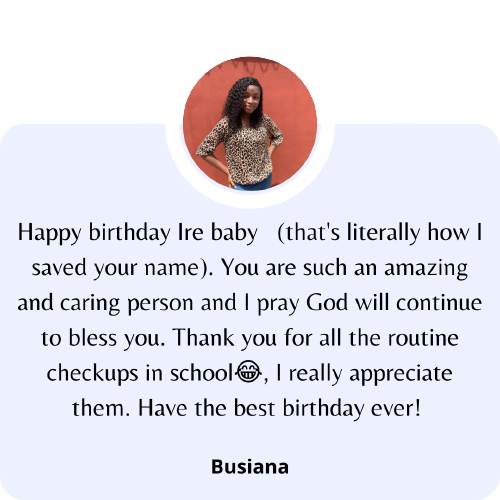 Happy birthday Ire baby (that's literally how I
saved your name). You are such an amazing
and caring person and I pray God will continue
to bless you. Thank you for all the routine
checkups in school😂, I really appreciate
them. Have the best birthday ever!
Busiana